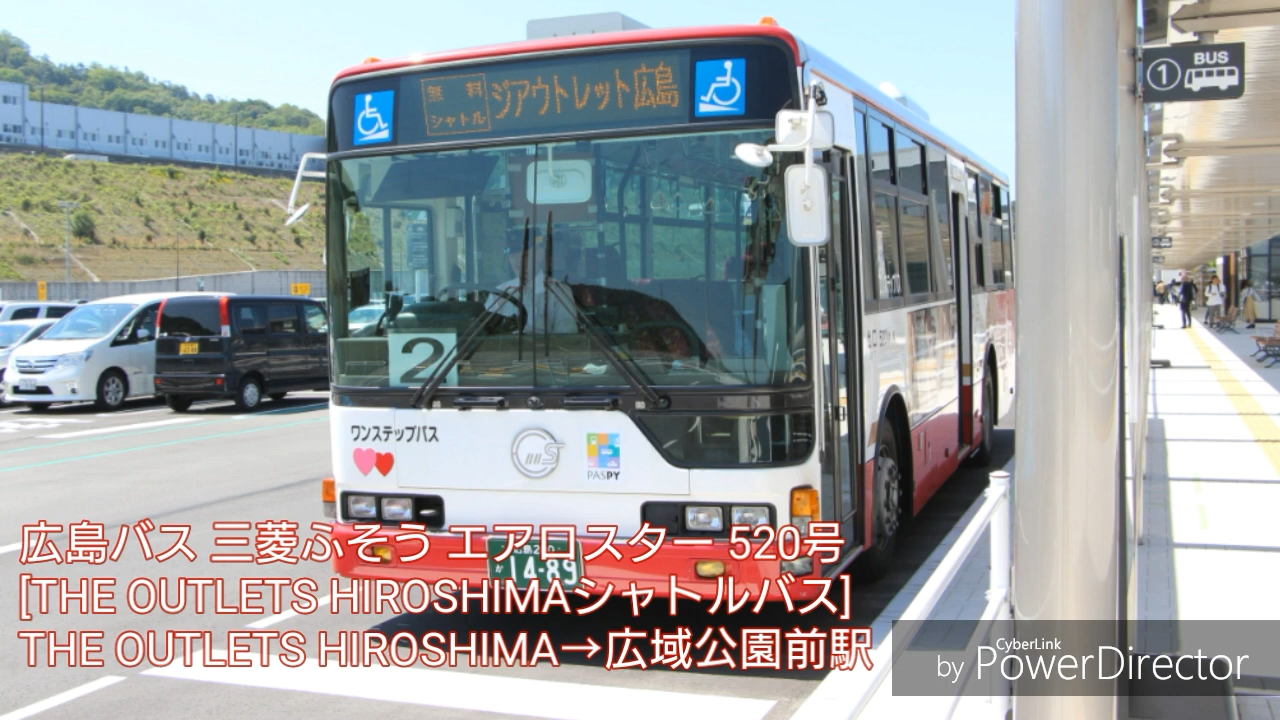 無料
シャトル
ジアウトレット広島
BUS
1
2
ワンステップバス
PASPY
14-89
広島バス 三菱ふそう エアロスター 520号
[THE OUTLETS HIROSHIMAシャトルバス]
THE OUTLETS HIROSHIMA→広域公園前駅
CyberLink
by PowerDirector